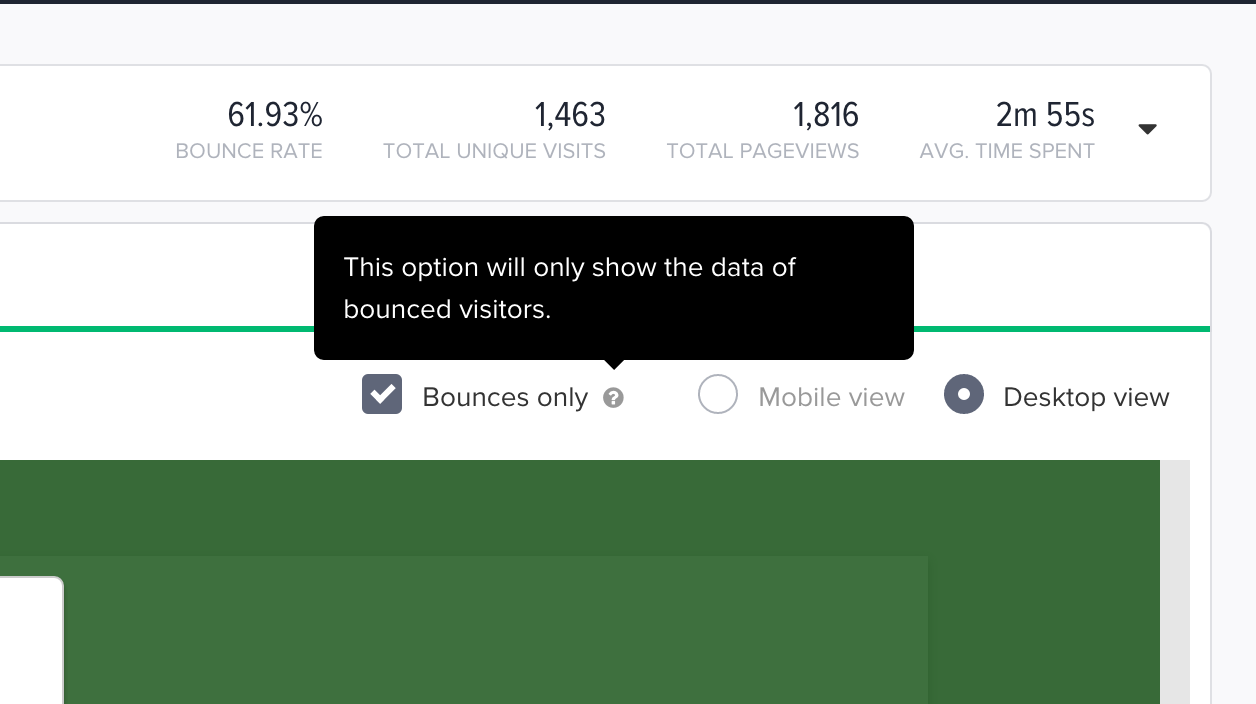 61.93% 1,463 1,816 2m 55s
BOUNCE RATE TOTAL UNIQUE VISITS TOTAL PAGEVIEWS AVG. TIME SPENT
This option will only show the data of
bounced visitors.
Bounces only ? Mobile view Desktop view